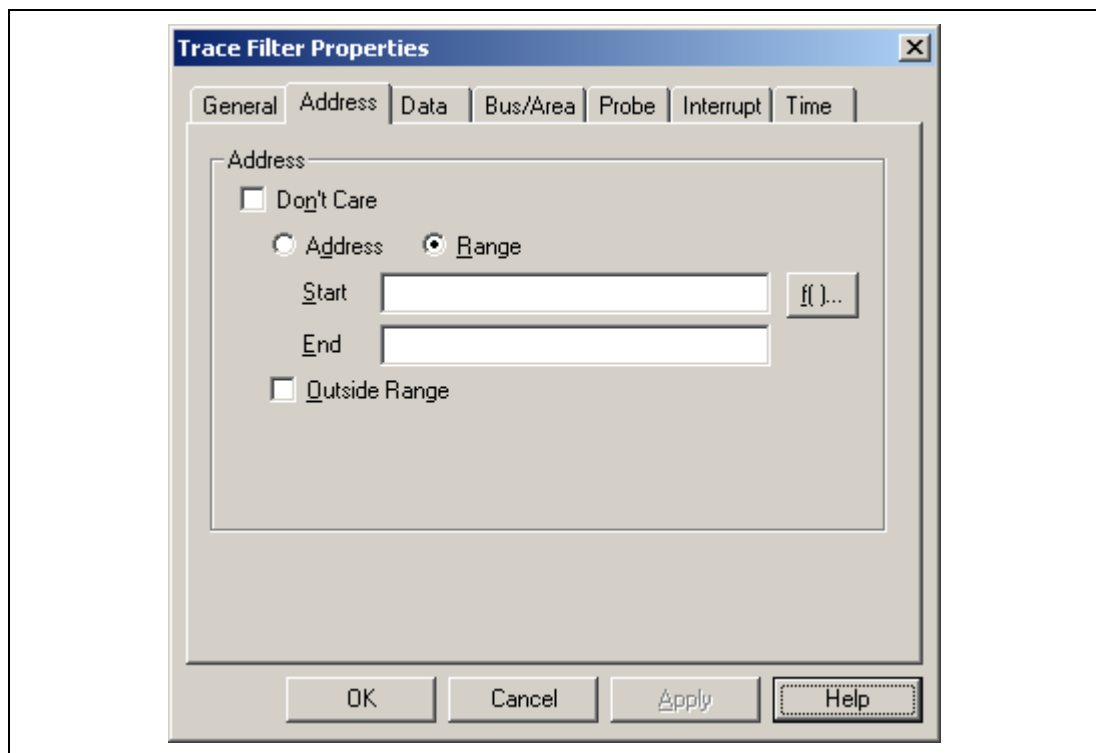 Trace Filter Properties
General Address Data Bus/Area Probe Interrupt Time
Address
Don't Care
Address Range
Start f( )...
End
Outside Range
OK Cancel Apply Help